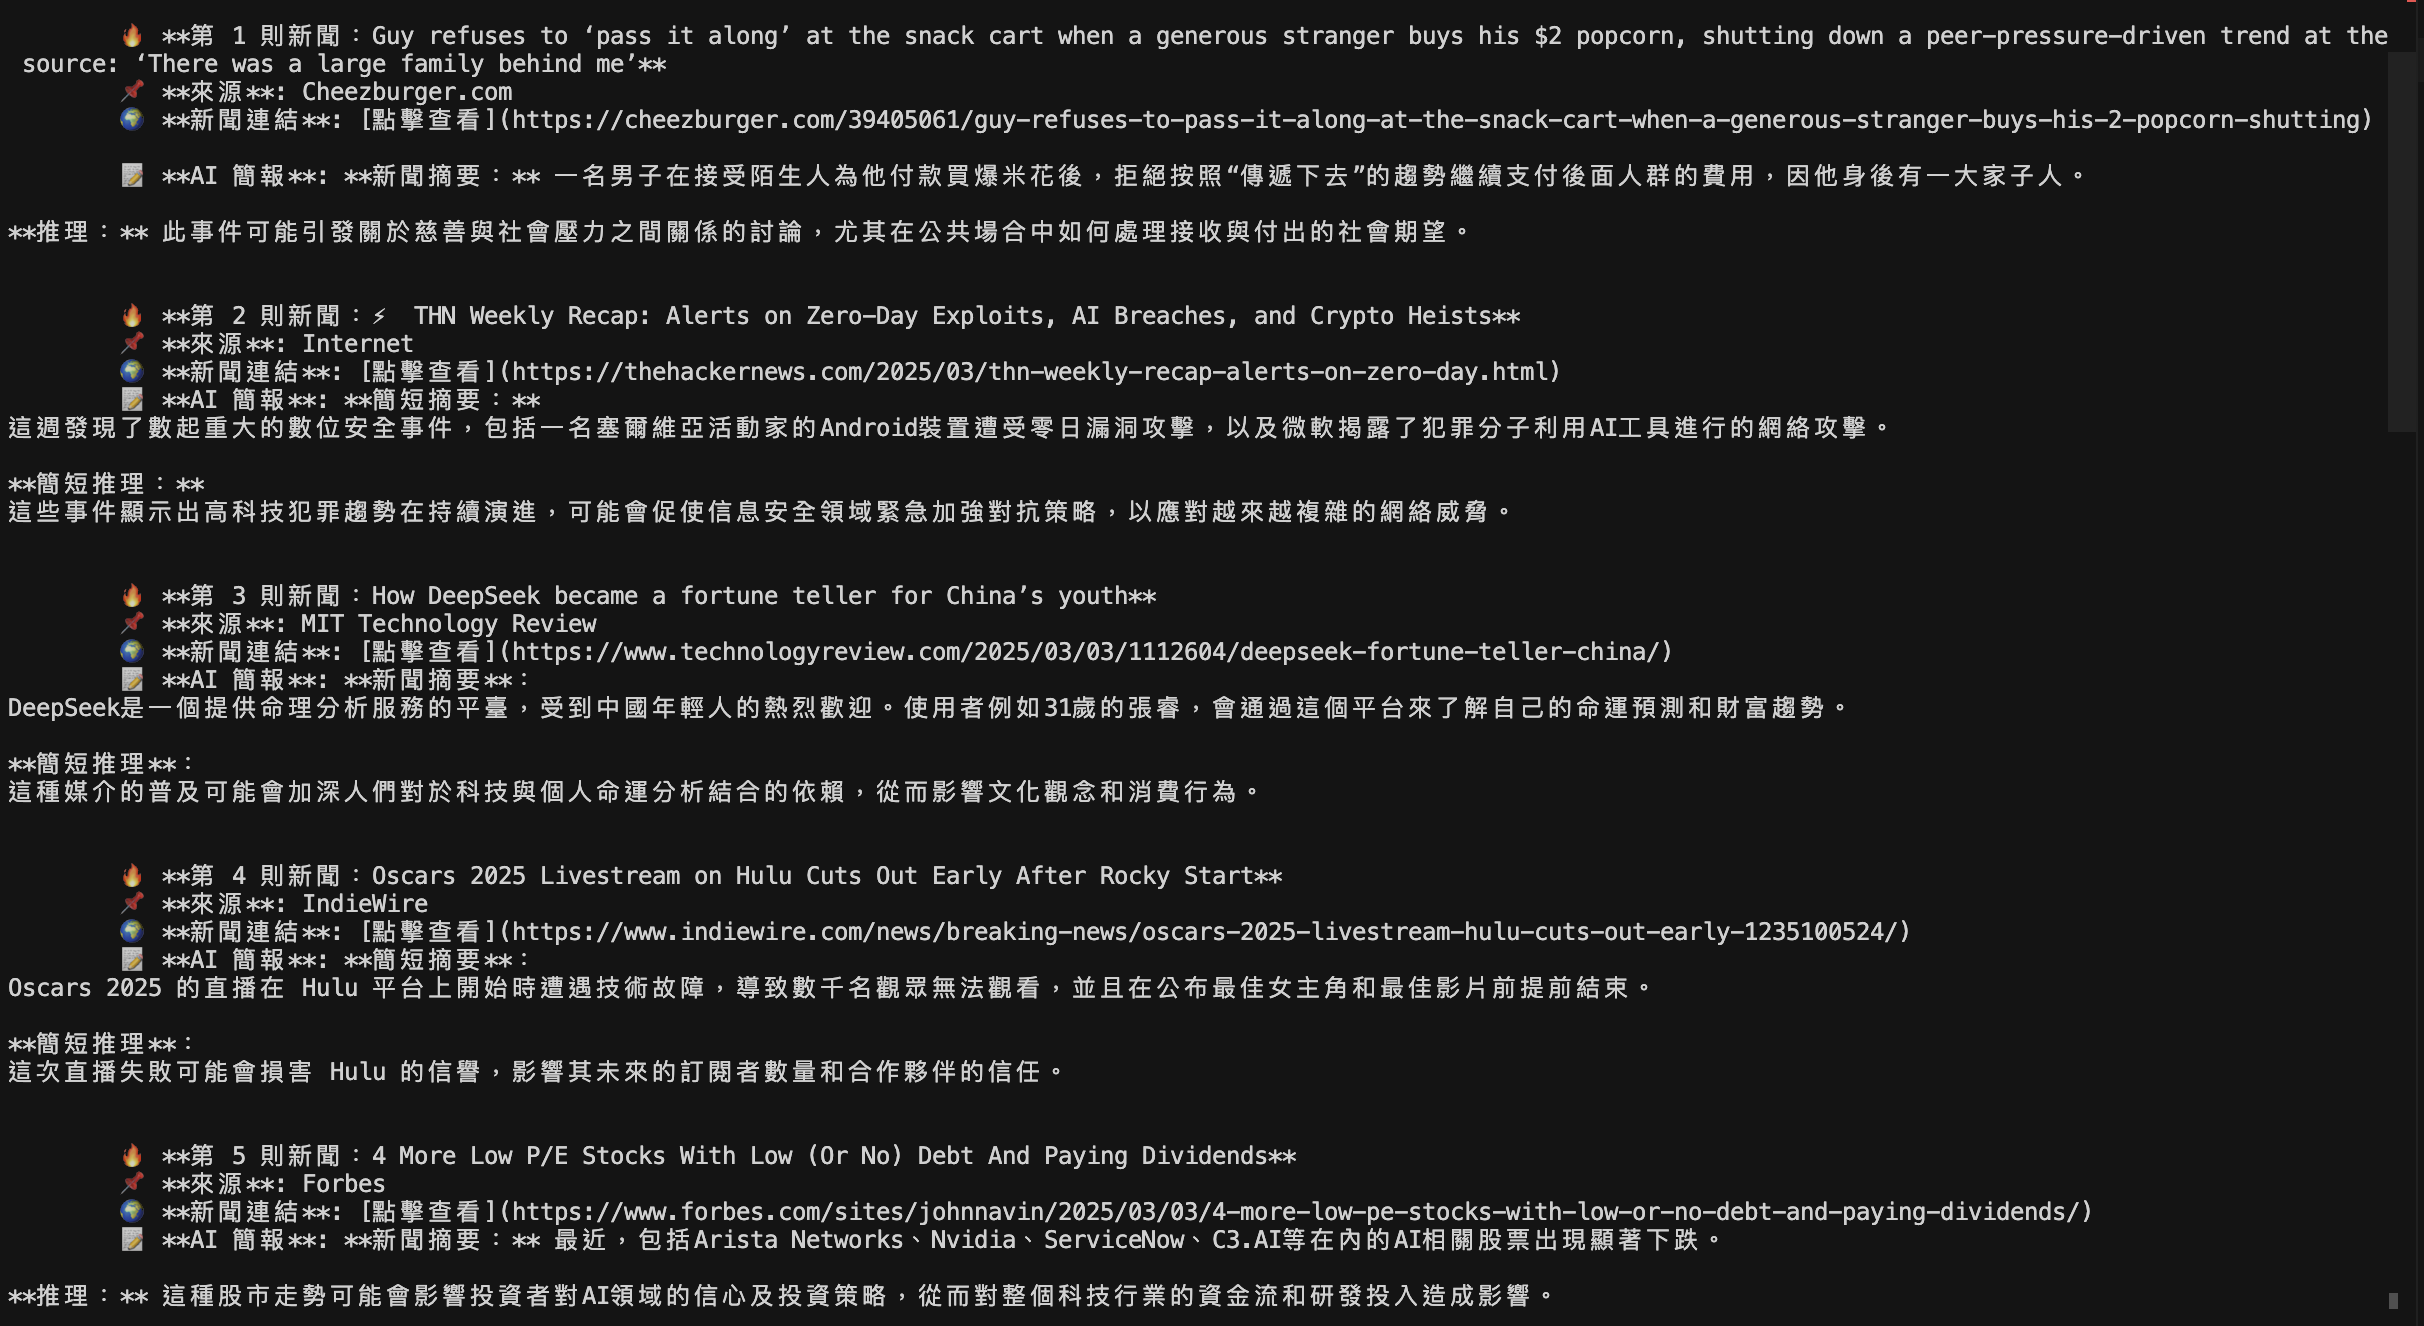 🔥 **第 1 則新聞：Guy refuses to ‘pass it along’ at the snack cart when a generous stranger buys his $2 popcorn, shutting down a peer-pressure-driven trend at the
source: ‘There was a large family behind me’**
📌 **來源**: Cheezburger.com
🌍 **新聞連結**: [點擊查看](https://cheezburger.com/39405061/guy-refuses-to-pass-it-along-at-the-snack-cart-when-a-generous-stranger-buys-his-2-popcorn-shutting)
📝 **AI 簡報**: **新聞摘要：** 一名男子在接受陌生人為他付款買爆米花後，拒絕按照“傳遞下去”的趨勢繼續支付後面人群的費用，因他身後有一大家子人。
**推理：** 此事件可能引發關於慈善與社會壓力之間關係的討論，尤其在公共場合中如何處理接收與付出的社會期望。
🔥 **第 2 則新聞：⚡ THN Weekly Recap: Alerts on Zero-Day Exploits, AI Breaches, and Crypto Heists**
📌 **來源**: Internet
🌍 **新聞連結**: [點擊查看](https://thehackernews.com/2025/03/thn-weekly-recap-alerts-on-zero-day.html)
📝 **AI 簡報**: **簡短摘要：**
這週發現了數起重大的數位安全事件，包括一名塞爾維亞活動家的Android裝置遭受零日漏洞攻擊，以及微軟揭露了犯罪分子利用AI工具進行的網絡攻擊。
**簡短推理：**
這些事件顯示出高科技犯罪趨勢在持續演進，可能會促使信息安全領域緊急加強對抗策略，以應對越來越複雜的網絡威脅。
🔥 **第 3 則新聞：How DeepSeek became a fortune teller for China’s youth**
📌 **來源**: MIT Technology Review
🌍 **新聞連結**: [點擊查看](https://www.technologyreview.com/2025/03/03/1112604/deepseek-fortune-teller-china/)
📝 **AI 簡報**: **新聞摘要**：
DeepSeek是一個提供命理分析服務的平臺，受到中國年輕人的熱烈歡迎。使用者例如31歲的張睿，會通過這個平台來了解自己的命運預測和財富趨勢。
**簡短推理**：
這種媒介的普及可能會加深人們對於科技與個人命運分析結合的依賴，從而影響文化觀念和消費行為。
🔥 **第 4 則新聞：Oscars 2025 Livestream on Hulu Cuts Out Early After Rocky Start**
📌 **來源**: IndieWire
🌍 **新聞連結**: [點擊查看](https://www.indiewire.com/news/breaking-news/oscars-2025-livestream-hulu-cuts-out-early-1235100524/)
📝 **AI 簡報**: **簡短摘要**：
Oscars 2025 的直播在 Hulu 平台上開始時遭遇技術故障，導致數千名觀眾無法觀看，並且在公布最佳女主角和最佳影片前提前結束。
**簡短推理**：
這次直播失敗可能會損害 Hulu 的信譽，影響其未來的訂閱者數量和合作夥伴的信任。
🔥 **第 5 則新聞：4 More Low P/E Stocks With Low (Or No) Debt And Paying Dividends**
📌 **來源**: Forbes
🌍 **新聞連結**: [點擊查看](https://www.forbes.com/sites/johnnavin/2025/03/03/4-more-low-pe-stocks-with-low-or-no-debt-and-paying-dividends/)
📝 **AI 簡報**: **新聞摘要：** 最近，包括Arista Networks、Nvidia、ServiceNow、C3.AI等在內的AI相關股票出現顯著下跌。
**推理：** 這種股市走勢可能會影響投資者對AI領域的信心及投資策略，從而對整個科技行業的資金流和研發投入造成影響。